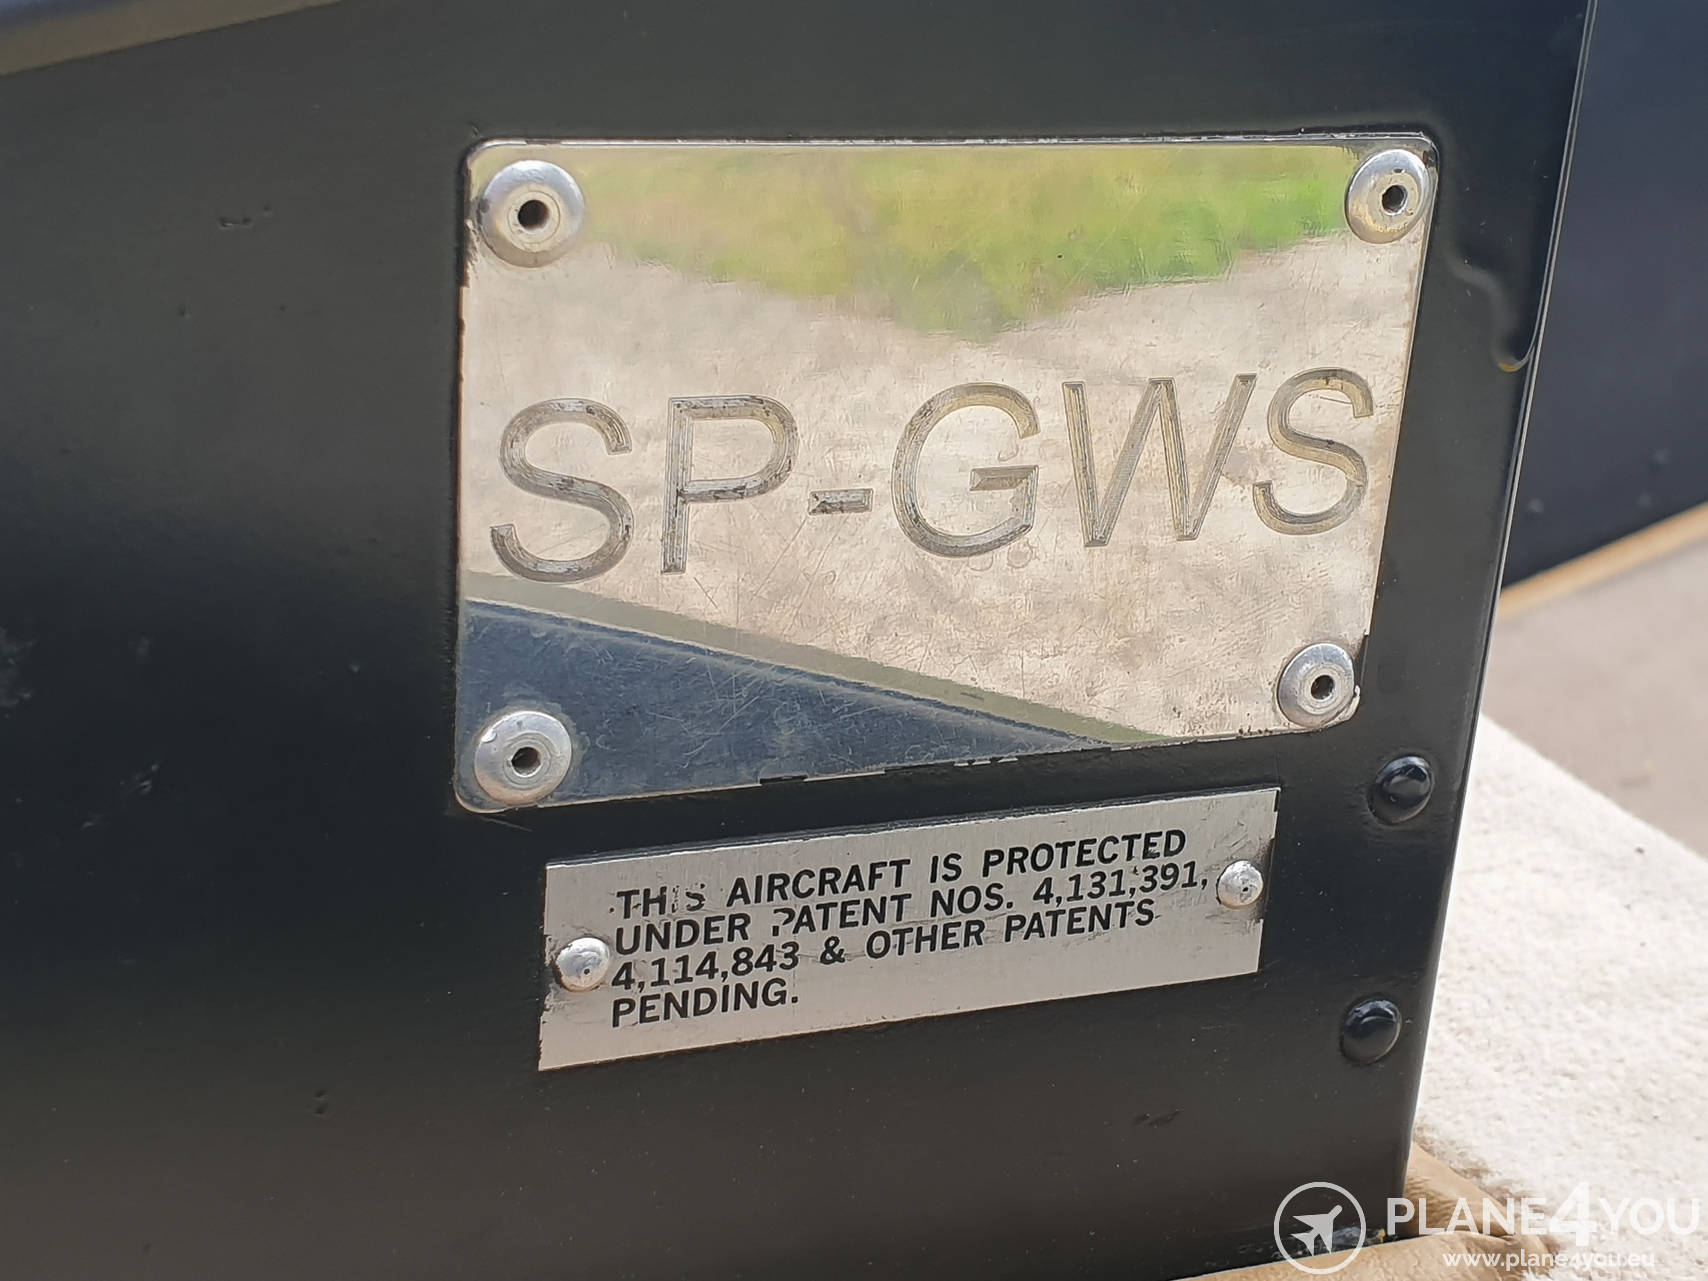 SP-GWS
THIS AIRCRAFT IS PROTECTED
UNDER PATENT NOS. 4,131,391,
4,114,843 & OTHER PATENTS
PENDING.
PLANE4YOU
www.plane4you.eu